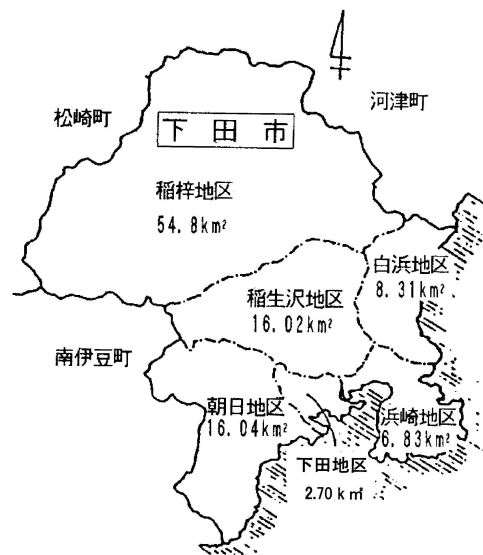 松崎町
河津町
下田市
稲梓地区
54.8km²
白浜地区
8.31km²
稲生沢地区
16.02km²
南伊豆町
朝日地区
16.04km²
浜崎地区
6.83km²
下田地区
2.70k㎡